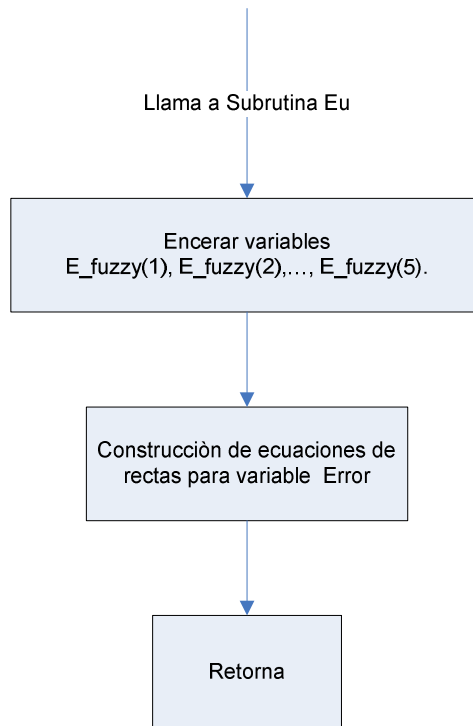 Llama a Subrutina Eu
Encerar variables
E_fuzzy(1), E_fuzzy(2),..., E_fuzzy(5).
Construcciòn de ecuaciones de
rectas para variable Error
Retorna